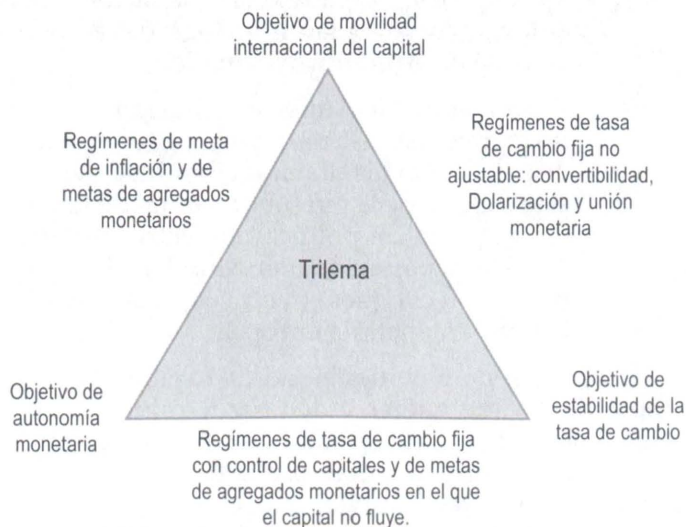 Objetivo de movilidad
internacional del capital
Regímenes de meta
de inflación y de
metas de agregados
monetarios
Regímenes de tasa
de cambio fija no
ajustable: convertibilidad,
Dolarización y unión
monetaria
Trilema
Objetivo de
autonomía
monetaria
Regímenes de tasa de cambio fija
con control de capitales y de metas
de agregados monetarios en el que
el capital no fluye.
Objetivo de
estabilidad de la
tasa de cambio